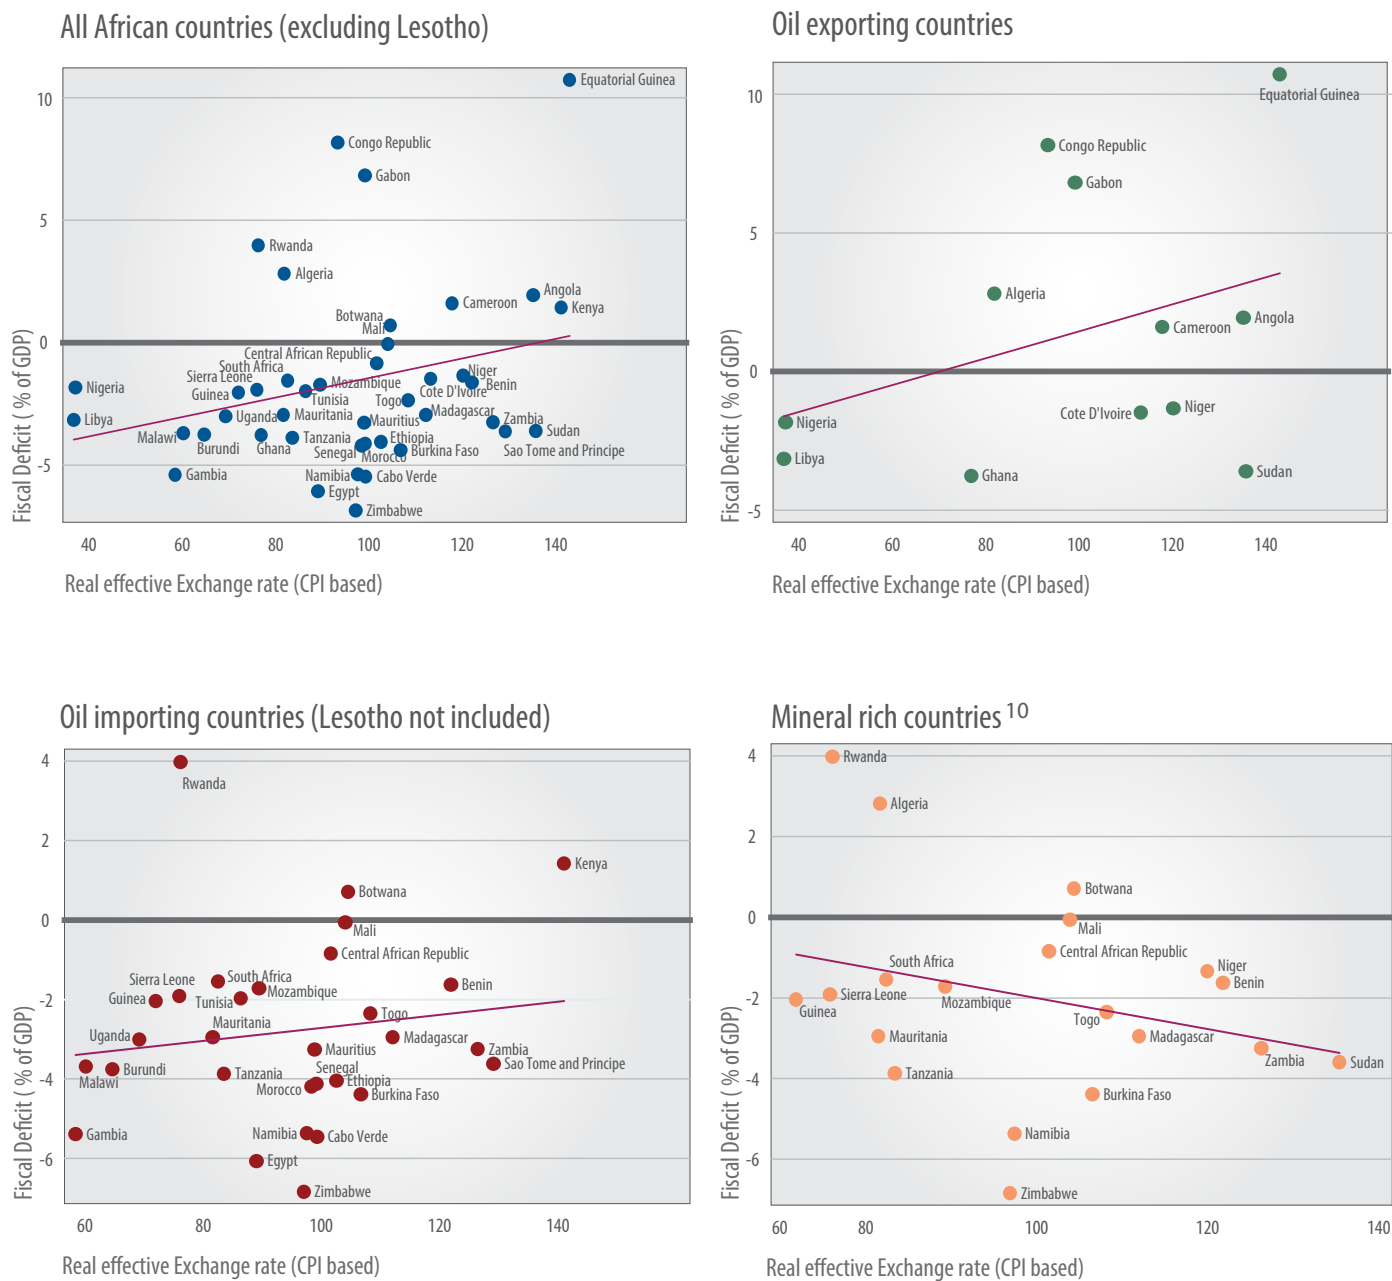 All African countries (excluding Lesotho)
Fiscal Deficit ( % of GDP)
10
5
0
-5
Equatorial Guinea
Congo Republic
Gabon
Rwanda
Algeria
Angola
Cameroon
Kenya
Botwana
Mali
Central African Republic
South Africa
Niger
Sierra Leone
Mozambique
Benin
Nigeria
Guinea
Tunisia
Togo
Cote D'Ivoire
Libya
Uganda
Mauritania
Mauritius
Madagascar
Zambia
Malawi
Burundi
Ghana
Tanzania
Ethiopia
Sudan
Senegal
Morocco
Burkina Faso
Sao Tome and Principe
Gambia
Namibia
Cabo Verde
Egypt
Zimbabwe
40 60 80 100 120 140
Real effective Exchange rate (CPI based)
Oil exporting countries
Fiscal Deficit ( % of GDP)
10
5
0
-5
Equatorial Guinea
Congo Republic
Gabon
Algeria
Angola
Cameroon
Niger
Cote D'Ivoire
Nigeria
Libya
Ghana
Sudan
40 60 80 100 120 140
Real effective Exchange rate (CPI based)
Oil importing countries (Lesotho not included)
Fiscal Deficit ( % of GDP)
4
2
0
-2
-4
-6
Rwanda
Kenya
Botwana
Mali
Central African Republic
Sierra Leone
South Africa
Benin
Guinea
Tunisia
Mozambique
Togo
Mauritania
Uganda
Madagascar
Mauritius
Zambia
Malawi
Burundi
Tanzania
Senegal
Sao Tome and Principe
Morocco
Ethiopia
Burkina Faso
Gambia
Namibia
Cabo Verde
Egypt
Zimbabwe
60 80 100 120 140
Real effective Exchange rate (CPI based)
Mineral rich countries 10
Fiscal Deficit ( % of GDP)
4
2
0
-2
-4
-6
Rwanda
Algeria
Botwana
Mali
Central African Republic
South Africa
Niger
Benin
Sierra Leone
Guinea
Mozambique
Togo
Mauritania
Madagascar
Zambia
Sudan
Tanzania
Burkina Faso
Namibia
Zimbabwe
60 80 100 120 140
Real effective Exchange rate (CPI based)